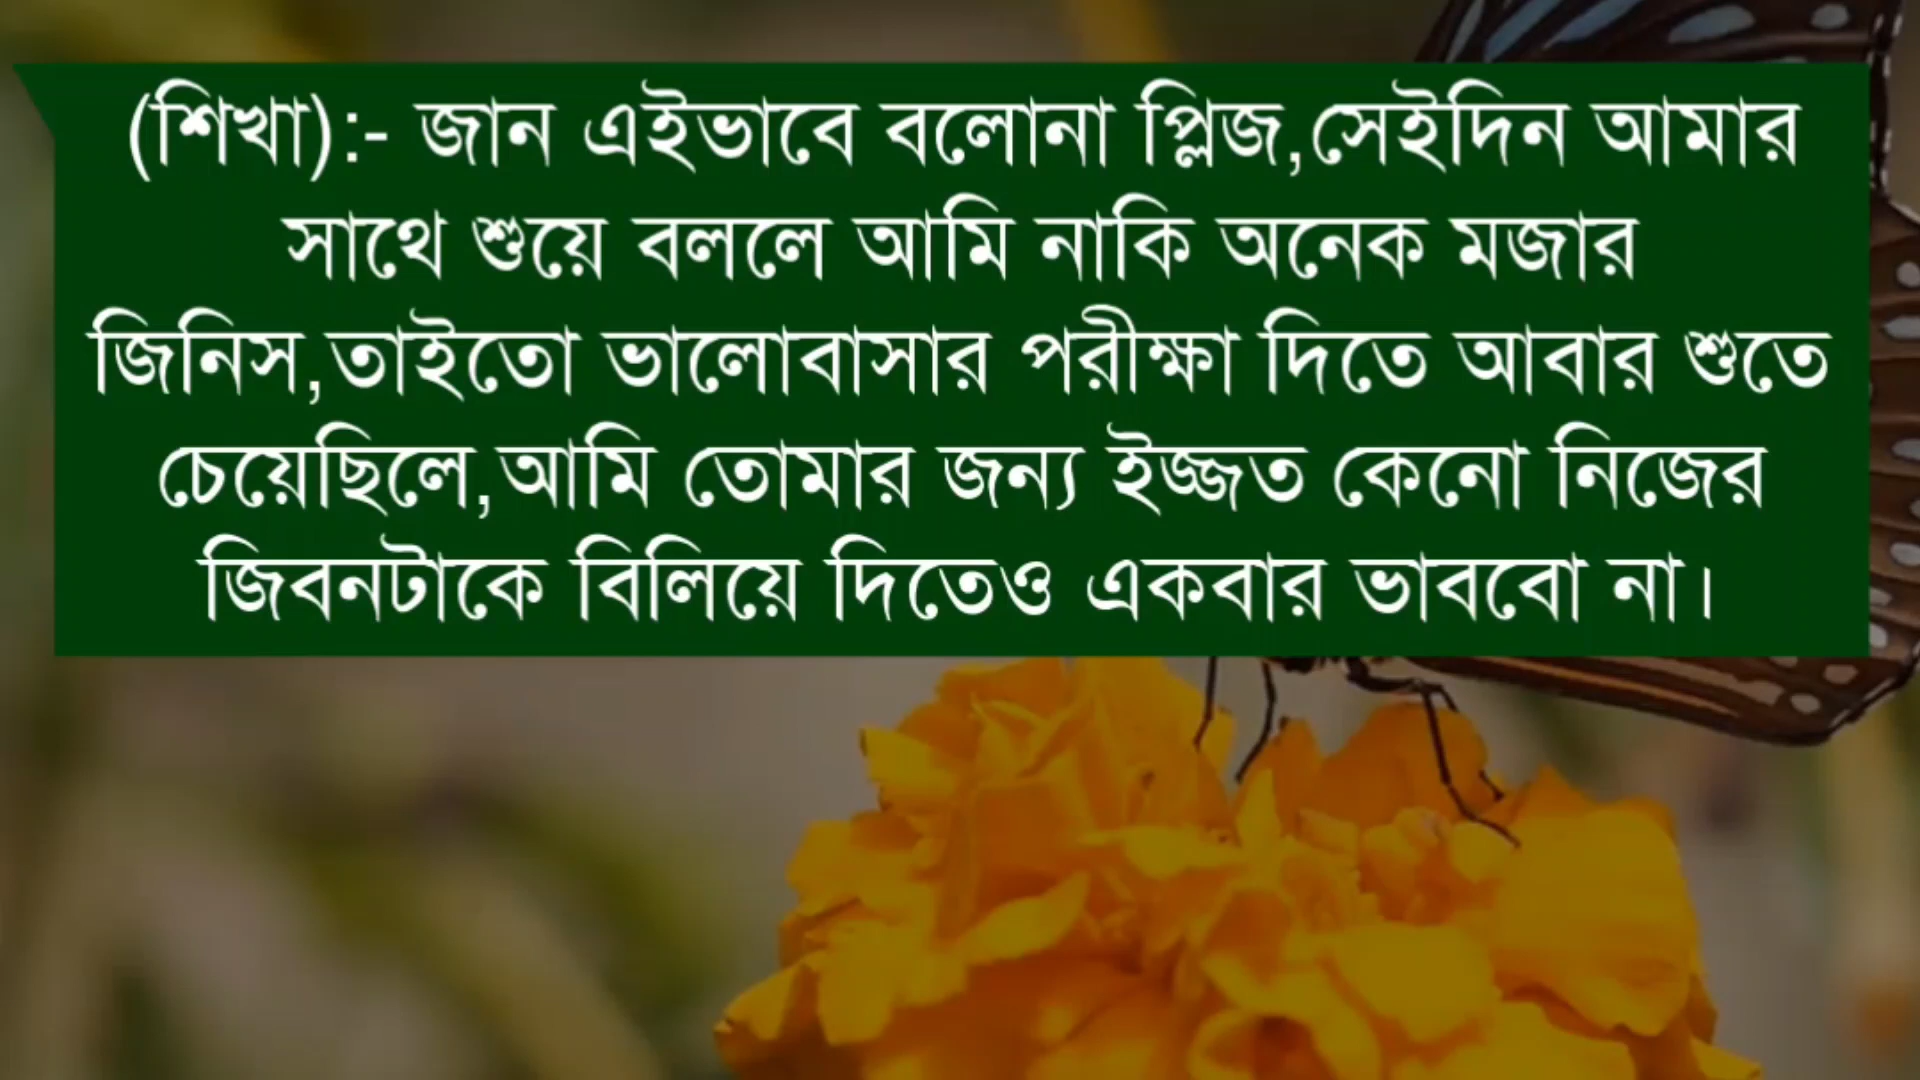 (শিখা):- জান এইভাবে বলোনা প্লিজ,সেইদিন আমার
সাথে শুয়ে বললে আমি নাকি অনেক মজার
জিনিস,তাইতো ভালোবাসার পরীক্ষা দিতে আবার শুতে
চেয়েছিলে,আমি তোমার জন্য ইজ্জত কেনো নিজের
জিবনটাকে বিলিয়ে দিতেও একবার ভাববো না।